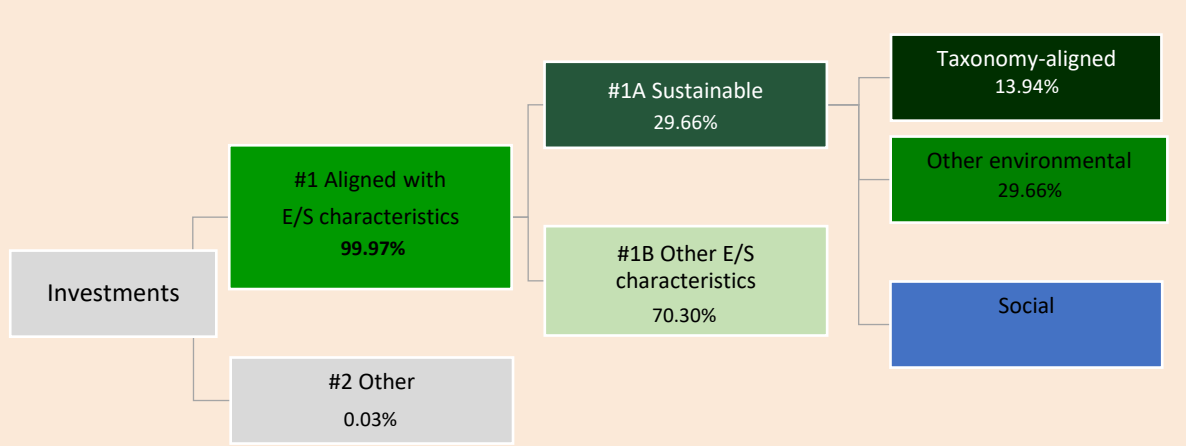 Investments
#1 Aligned with
E/S characteristics
99.97%
#2 Other
0.03%
#1A Sustainable
29.66%
#1B Other E/S
characteristics
70.30%
Taxonomy-aligned
13.94%
Other environmental
29.66%
Social